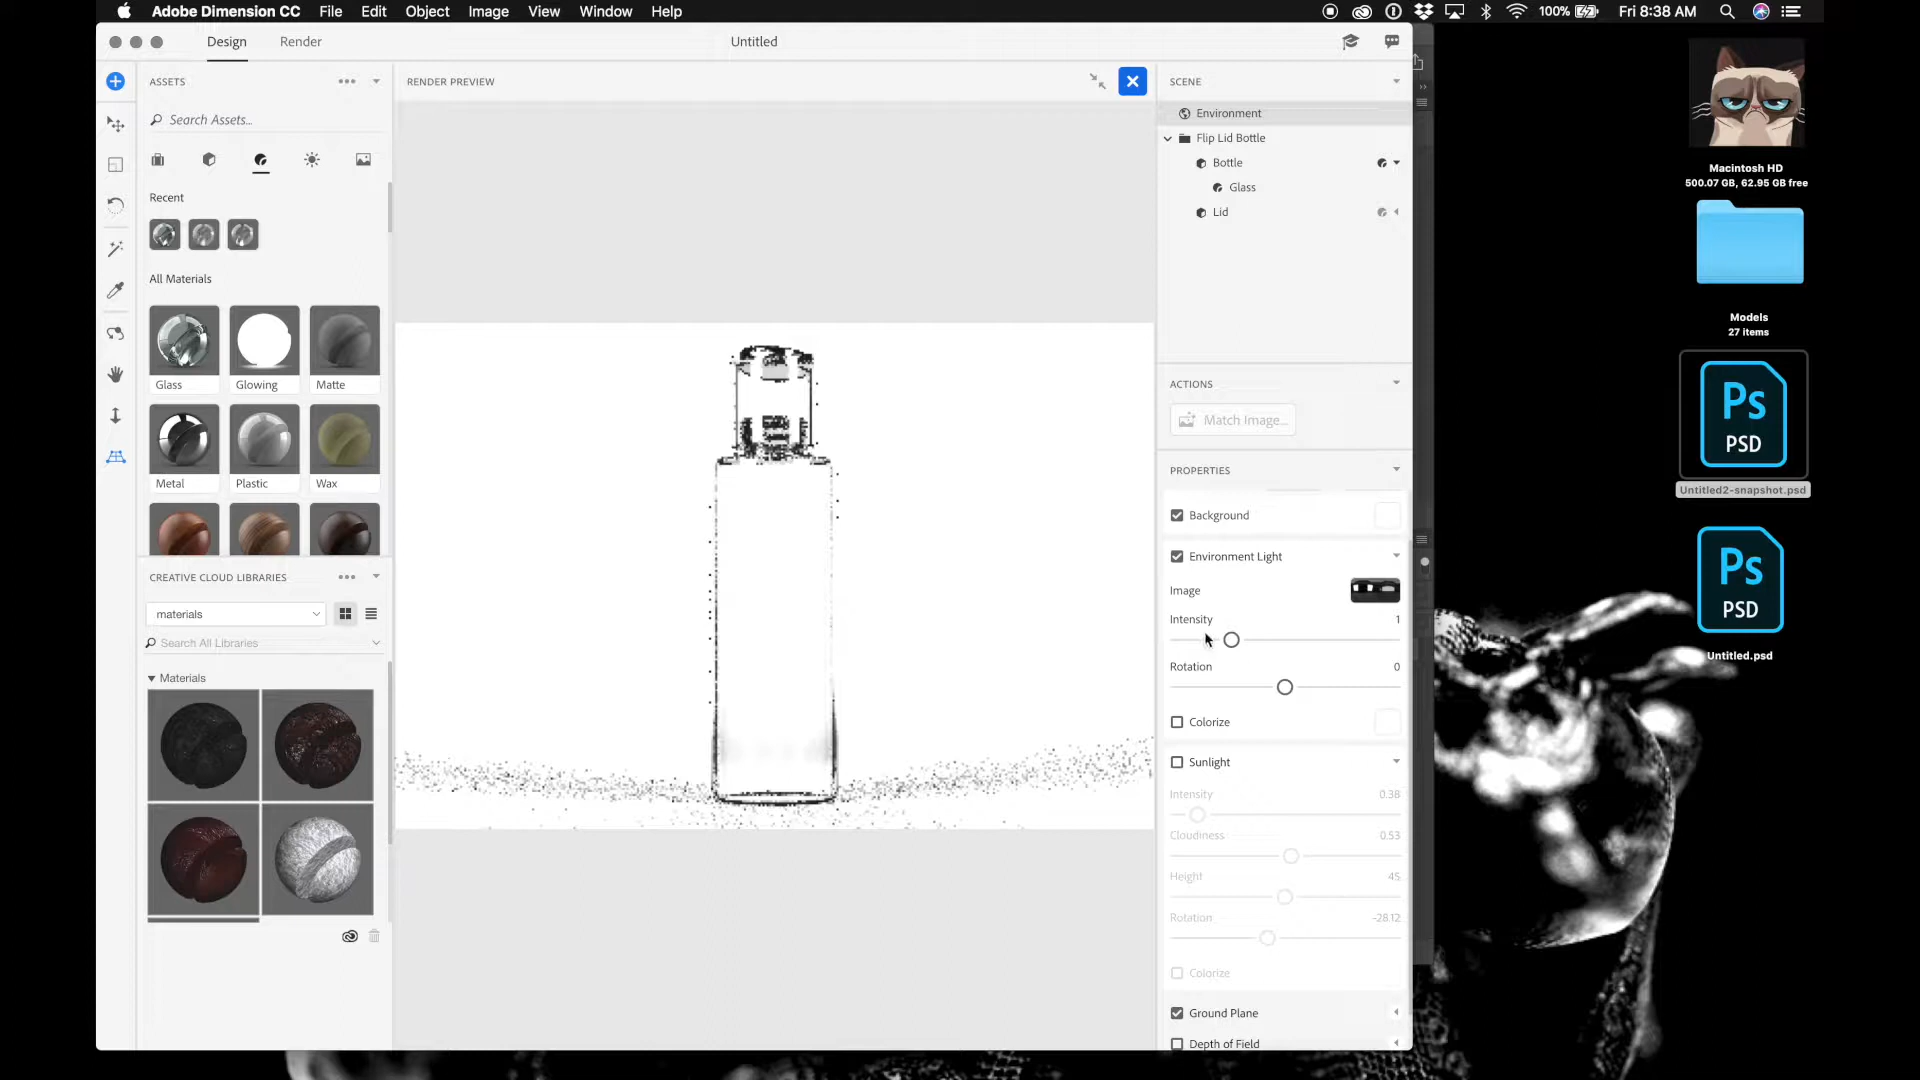 Adobe Dimension CC File Edit Object Image View Window Help
100% Fri 8:38 AM
Design Render Untitled
ASSETS
Search Assets...
Recent
All Materials
Glass Glowing Matte
Metal Plastic Wax
CREATIVE CLOUD LIBRARIES
materials
Search All Libraries
Materials
RENDER PREVIEW
SCENE
Environment
Flip Lid Bottle
Bottle
Glass
Lid
ACTIONS
Match Image...
PROPERTIES
Background
Environment Light
Image
Intensity 1
Rotation 0
Colorize
Sunlight
Intensity 0.38
Cloudiness 0.53
Height 45
Rotation -28.12
Colorize
Ground Plane
Depth of Field
Macintosh HD
500.07 GB, 62.95 GB free
Models
27 items
Ps
PSD
Untitled2-snapshot.psd
Ps
PSD
Untitled.psd